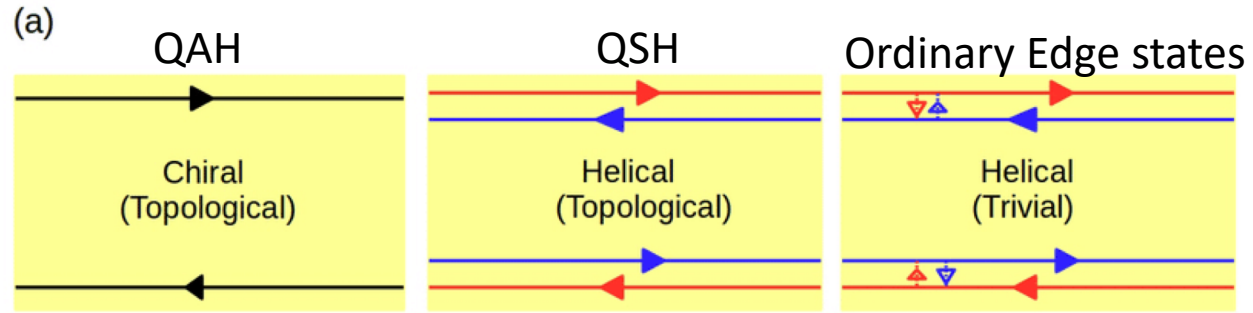 (a)
QAH
QSH
Ordinary Edge states
Chiral
(Topological)
Helical
(Topological)
Helical
(Trivial)